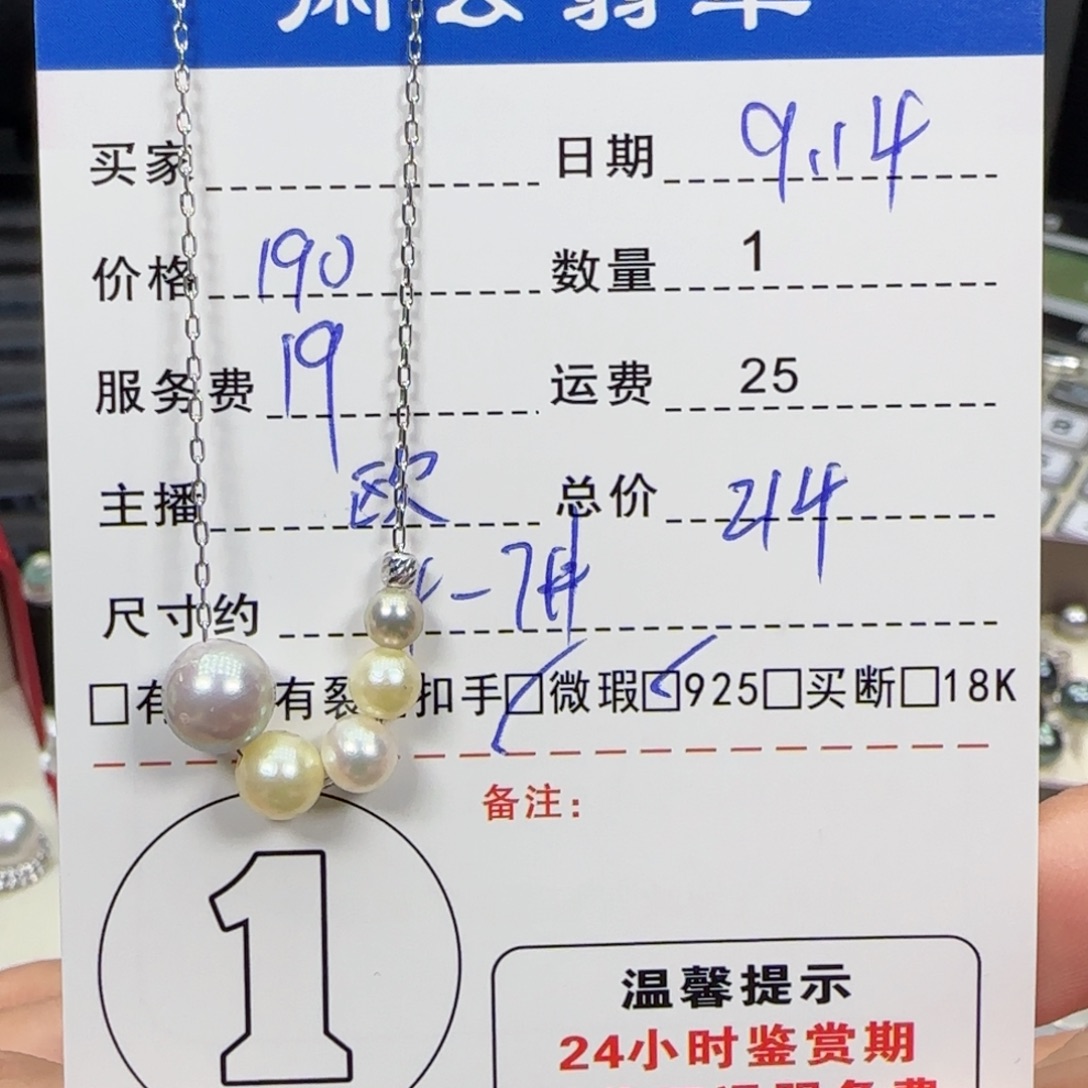 买家 日期 9.14
价格 190 数量 1
服务费 19 运费 25
主播 欧 总价 214
尺寸约
□有 有裂 扣手□微瑕□925□买断□18K
备注：
1
温馨提示
24小时鉴赏期